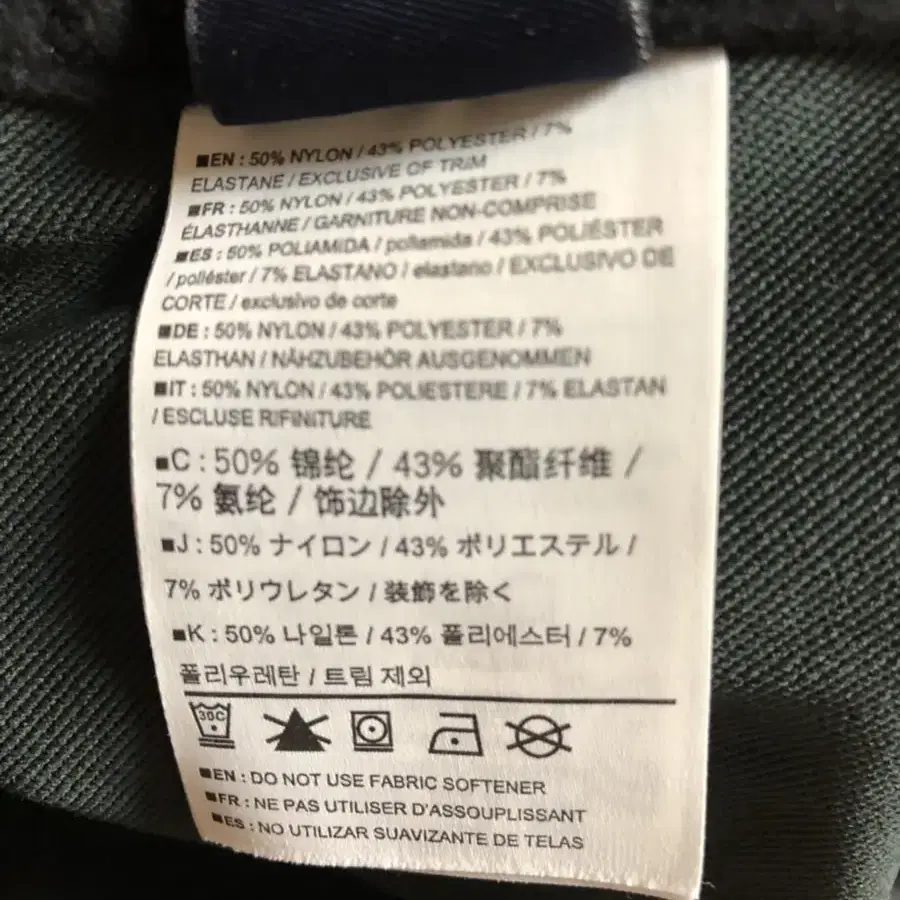 ■EN : 50% NYLON / 43% POLYESTER / 7%
ELASTANE / EXCLUSIVE OF TRIM
■FR : 50% NYLON / 43% POLYESTER / 7%
ÉLASTHANNE / GARNITURE NON-COMPRISE
■ES : 50% POLIAMIDA / poliamida / 43% POLIÉSTER
/ poliéster / 7% ELASTANO / elastano / EXCLUSIVO DE
CORTE / exclusivo de corte
■DE : 50% NYLON / 43% POLYESTER / 7%
ELASTHAN / NÄHZUBEHÖR AUSGENOMMEN
■IT : 50% NYLON / 43% POLIESTERE / 7% ELASTAN
/ ESCLUSE RIFINITURE
■C : 50% 锦纶 / 43% 聚酯纤维 /
7% 氨纶 / 饰边除外
■J : 50% ナイロン / 43% ポリエステル /
7% ポリウレタン / 装飾を除く
■K : 50% 나일론 / 43% 폴리에스터 / 7%
폴리우레탄 / 트림 제외
30C
■EN : DO NOT USE FABRIC SOFTENER
■FR : NE PAS UTILISER D'ASSOUPLISSANT
■ES : NO UTILIZAR SUAVIZANTE DE TELAS